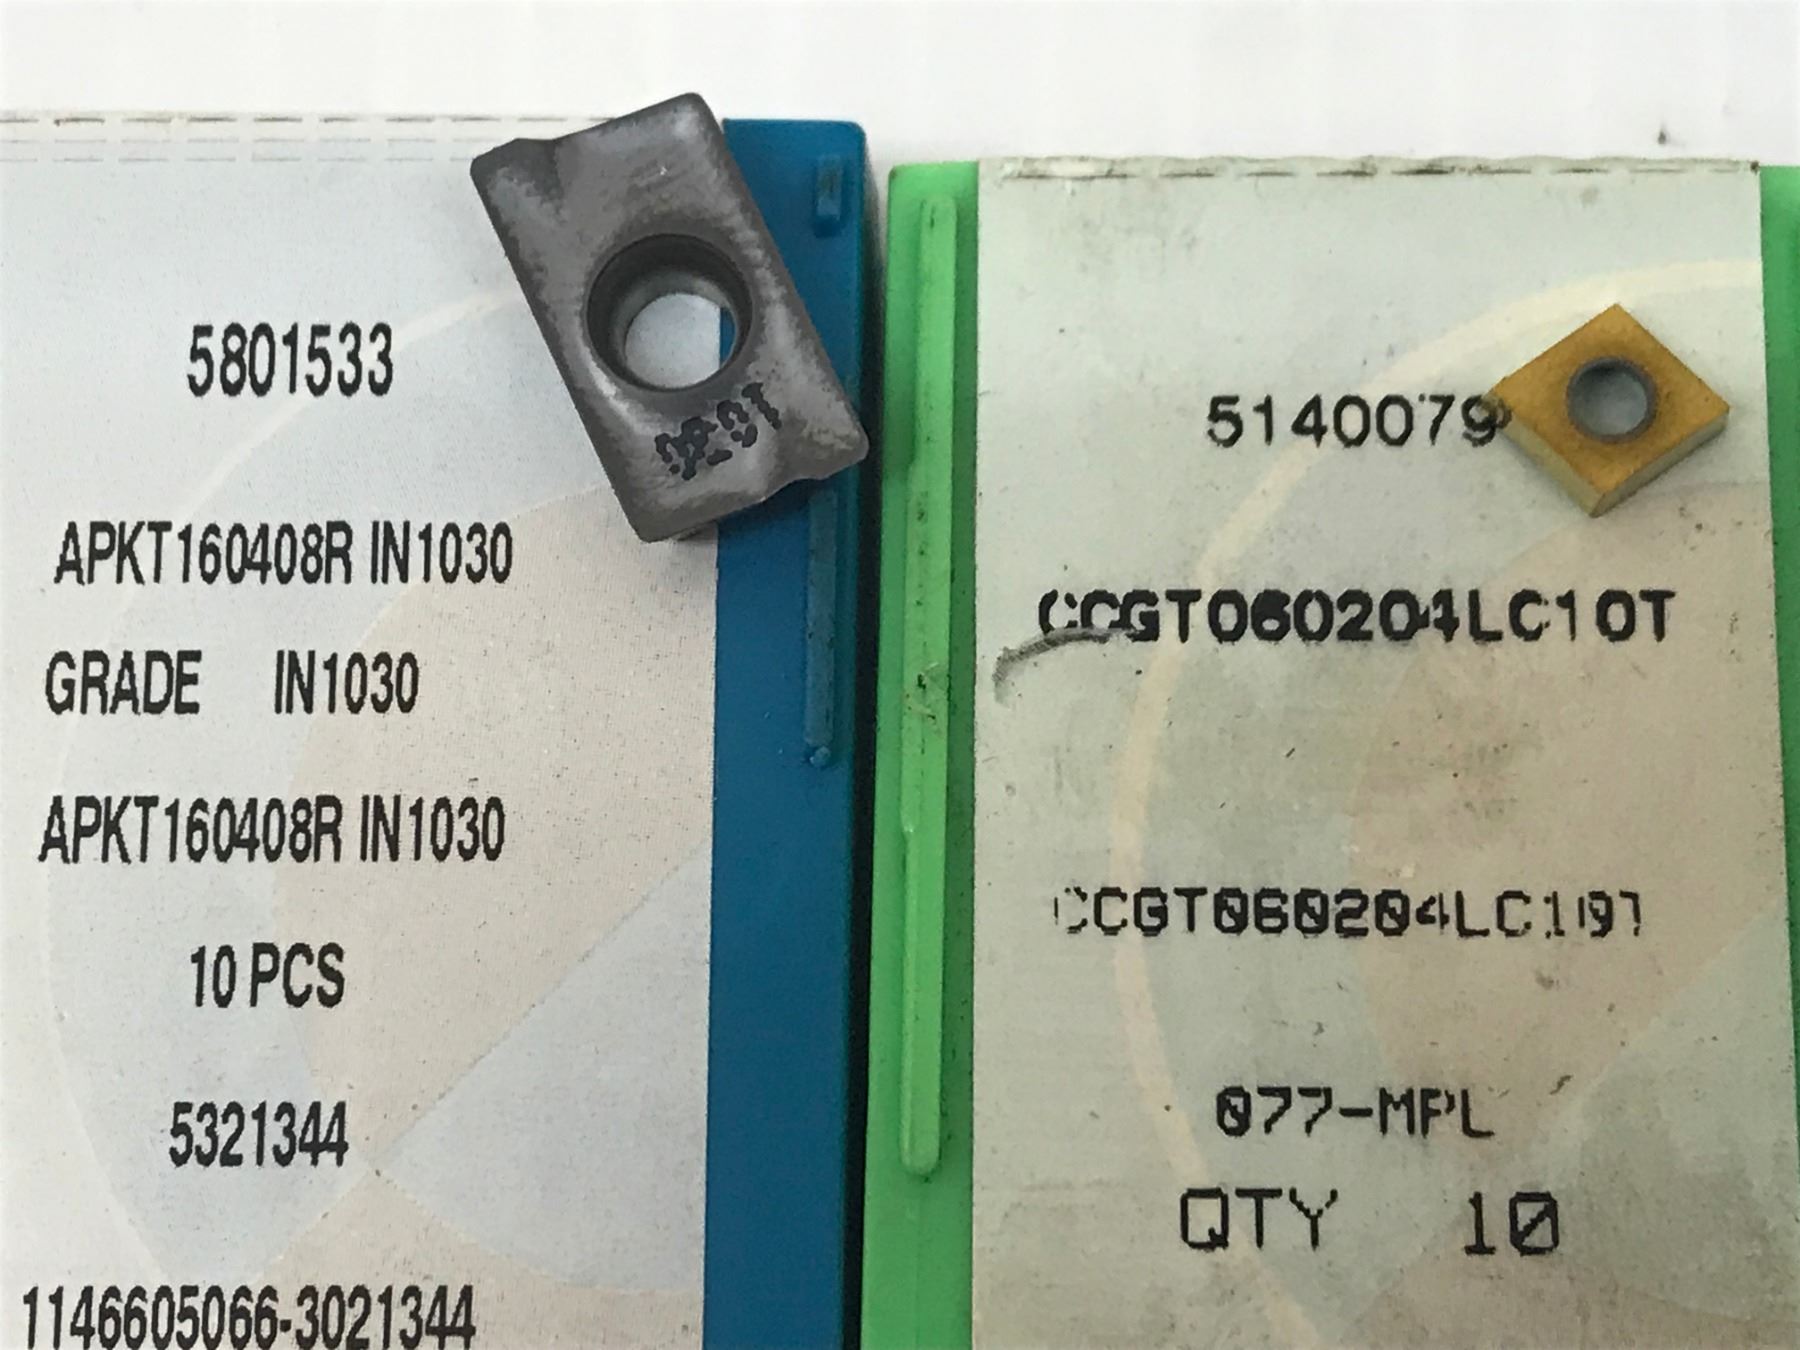 5801533
APKT160408R IN1030
GRADE IN1030
APKT160408R IN1030
10 PCS
5321344
1146605066-3021344
5140079
CCGT060204LC10T
CCGT060204LC10T
077-MPL
QTY 10